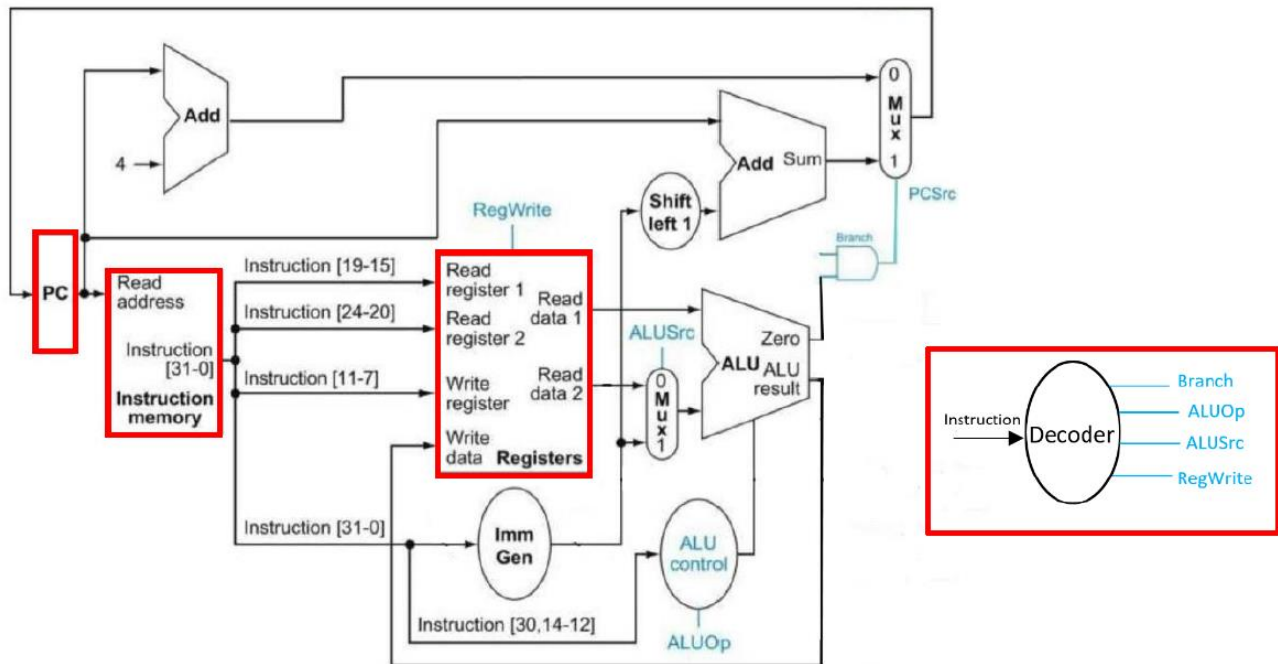 Add
4
0
Mux
1
Add Sum
Shift
left 1
PCSrc
Branch
RegWrite
PC
Read
address
Instruction
[31-0]
Instruction
memory
Instruction [19-15]
Instruction [24-20]
Instruction [11-7]
Instruction [31-0]
Instruction [30,14-12]
Read
register 1
Read
register 2
Write
register
Write
data
Registers
Read
data 1
Read
data 2
ALUSrc
0
Mux
1
Zero
ALU
ALU
result
Imm
Gen
ALU
control
ALUOp
Instruction
Decoder
Branch
ALUOp
ALUSrc
RegWrite